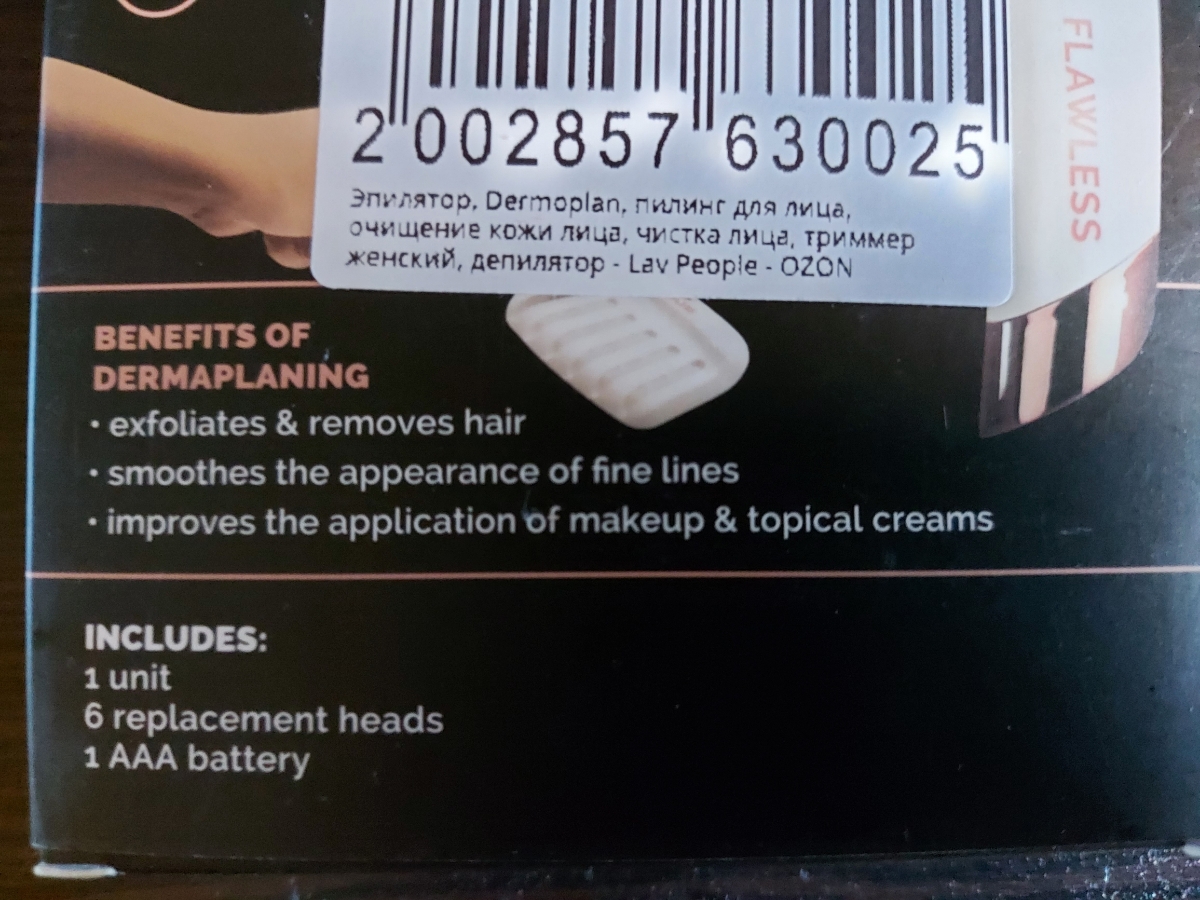 2 002857 630025
Эпилятор, Dermoplan, пилинг для лица,
очищение кожи лица, чистка лица, триммер
женский, депилятор - Lav People - OZON
FLAWLESS
BENEFITS OF
DERMAPLANING
• exfoliates & removes hair
• smoothes the appearance of fine lines
• improves the application of makeup & topical creams
INCLUDES:
1 unit
6 replacement heads
1 AAA battery